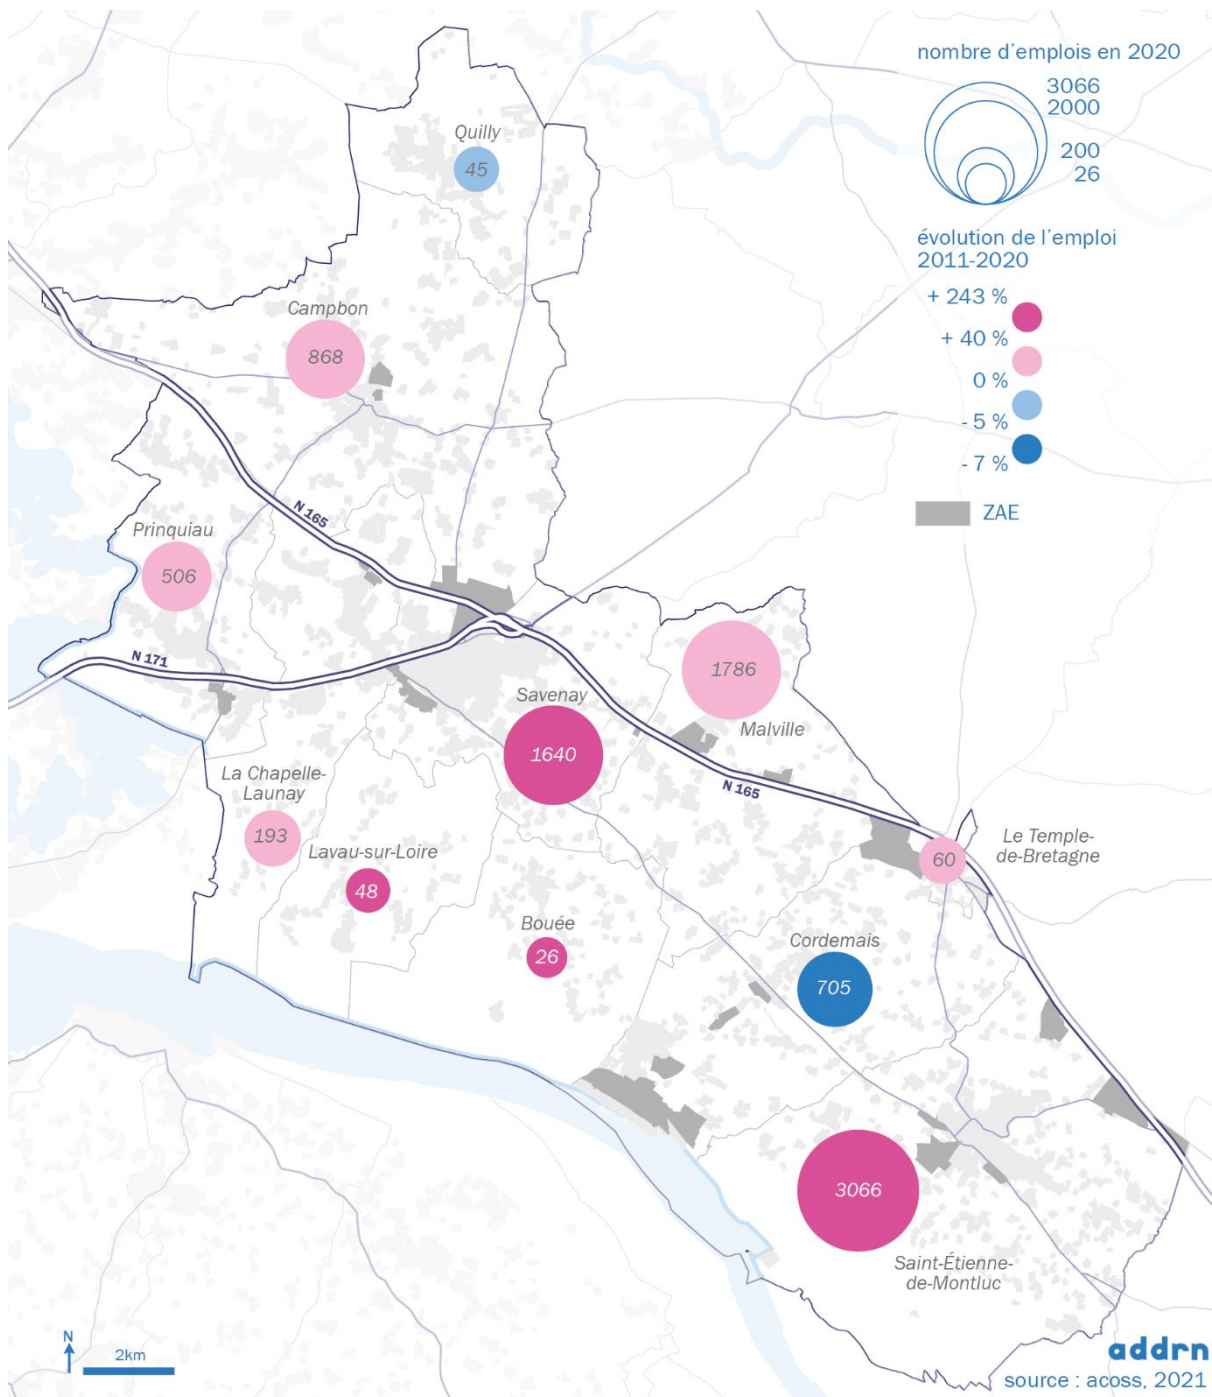 nombre d'emplois en 2020
3066
2000
200
26
évolution de l'emploi
2011-2020
+ 243 %
+ 40 %
0 %
- 5 %
- 7 %
ZAE
Quilly
45
Campbon
868
N 165
Prinquiau
506
N 171
Savenay
1640
1786
Malville
N 165
La Chapelle-
Launay
193
Lavau-sur-Loire
48
Bouée
26
Le Temple-
de-Bretagne
60
Cordemais
705
3066
Saint-Étienne-
de-Montluc
N
2km
addrn
source : acoss, 2021